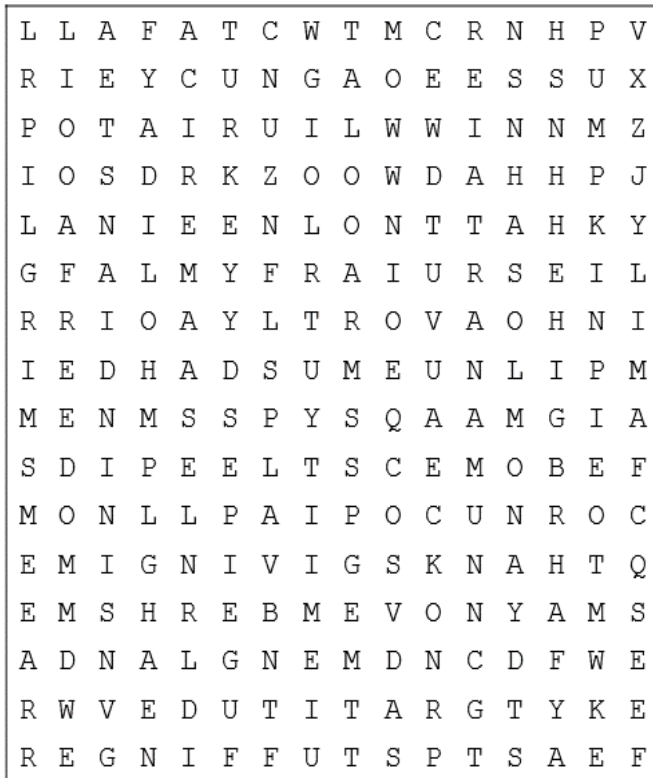 L L A F A T C W T M C R N H P V
R I E Y C U N G A O E E S S U X
P O T A I R U I L W W I N N M Z
I O S D R K Z O O W D A H H P J
L A N I E E N L O N T T A H K Y
G F A L M Y F R A I U R S E I L
R R I O A Y L T R O V A O H N I
I E D H A D S U M E U N L I P M
M E N M S S P Y S Q A A M G I A
S D I P E E L T S C E M O B E F
M O N L L P A I P O C U N R O C
E M I G N I V I G S K N A H T Q
E M S H R E B M E V O N Y A M S
A D N A L G N E M D N C D F W E
R W V E D U T I T A R G T Y K E
R E G N I F F U T S P T S A E F